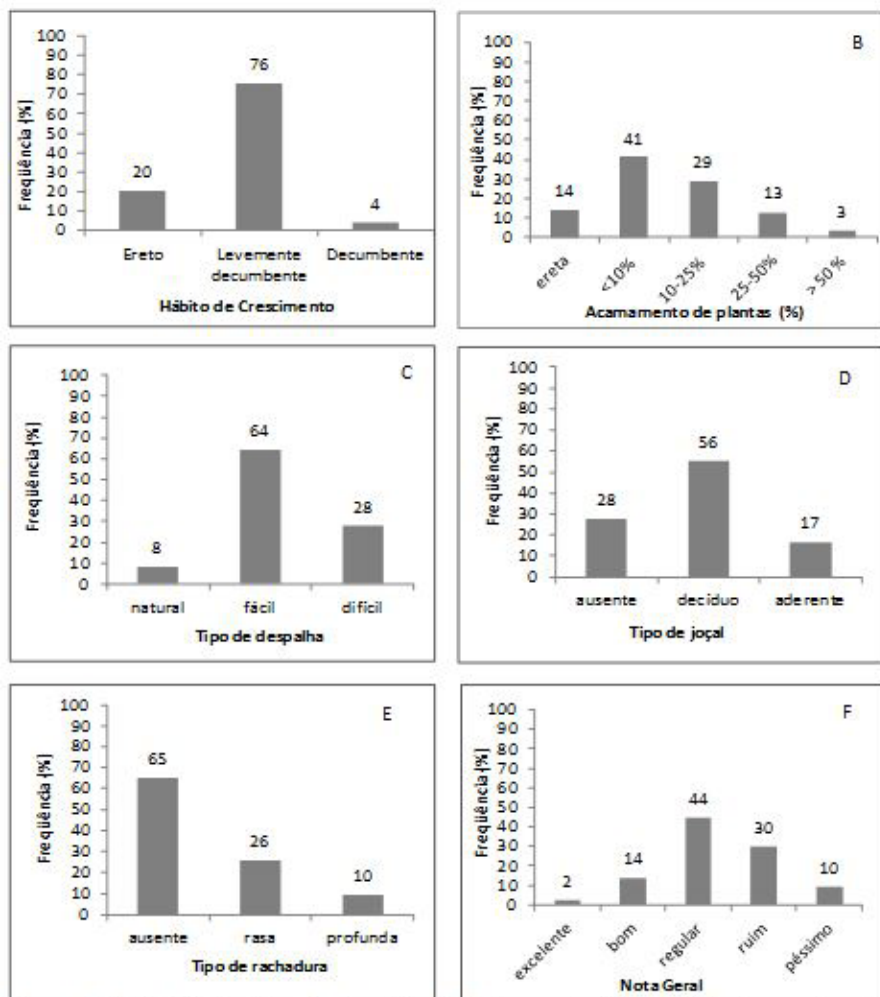 100
90
80
70
60
50
40
30
20
10
0
Freqüência (%)
20
76
4
Ereto
Levemente
decumbente
Decumbente
Hábito de Crescimento
B
100
90
80
70
60
50
40
30
20
10
0
Freqüência (%)
14
41
29
13
3
ereta
<10%
10-25%
25-50%
> 50 %
Acamamento de plantas (%)
C
100
90
80
70
60
50
40
30
20
10
0
Freqüência (%)
8
64
28
natural
fácil
difícil
Tipo de despalha
D
100
90
80
70
60
50
40
30
20
10
0
Freqüência (%)
28
56
17
ausente
decíduo
aderente
Tipo de joçal
E
100
90
80
70
60
50
40
30
20
10
0
Freqüência (%)
65
26
10
ausente
rasa
profunda
Tipo de rachadura
F
100
90
80
70
60
50
40
30
20
10
0
Freqüência (%)
2
14
44
30
10
excelente
bom
regular
ruim
péssimo
Nota Geral